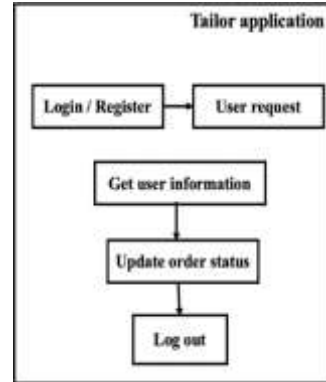 Tailor application
Login / Register
User request
Get user information
Update order status
Log out